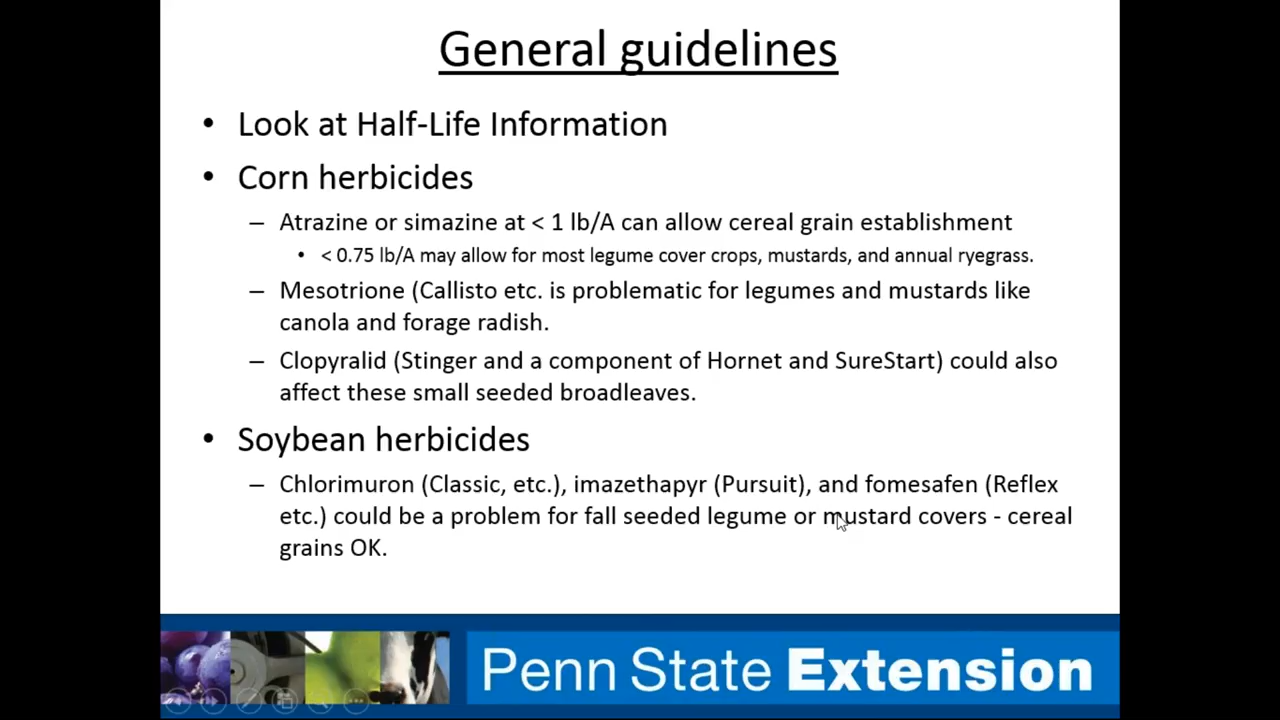 General guidelines
• Look at Half-Life Information
• Corn herbicides
– Atrazine or simazine at < 1 lb/A can allow cereal grain establishment
• < 0.75 lb/A may allow for most legume cover crops, mustards, and annual ryegrass.
– Mesotrione (Callisto etc. is problematic for legumes and mustards like
canola and forage radish.
– Clopyralid (Stinger and a component of Hornet and SureStart) could also
affect these small seeded broadleaves.
• Soybean herbicides
– Chlorimuron (Classic, etc.), imazethapyr (Pursuit), and fomesafen (Reflex
etc.) could be a problem for fall seeded legume or mustard covers - cereal
grains OK.
Penn State Extension